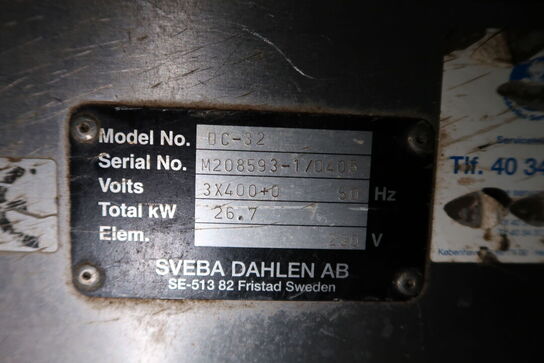 Model No. DC-32
Serial No. M208593-1/0405
Volts 3X400+0 50 Hz
Total kW 26.7
Elem. 230 V
SVEBA DAHLEN AB
SE-513 82 Fristad Sweden
Tlf. 40 34